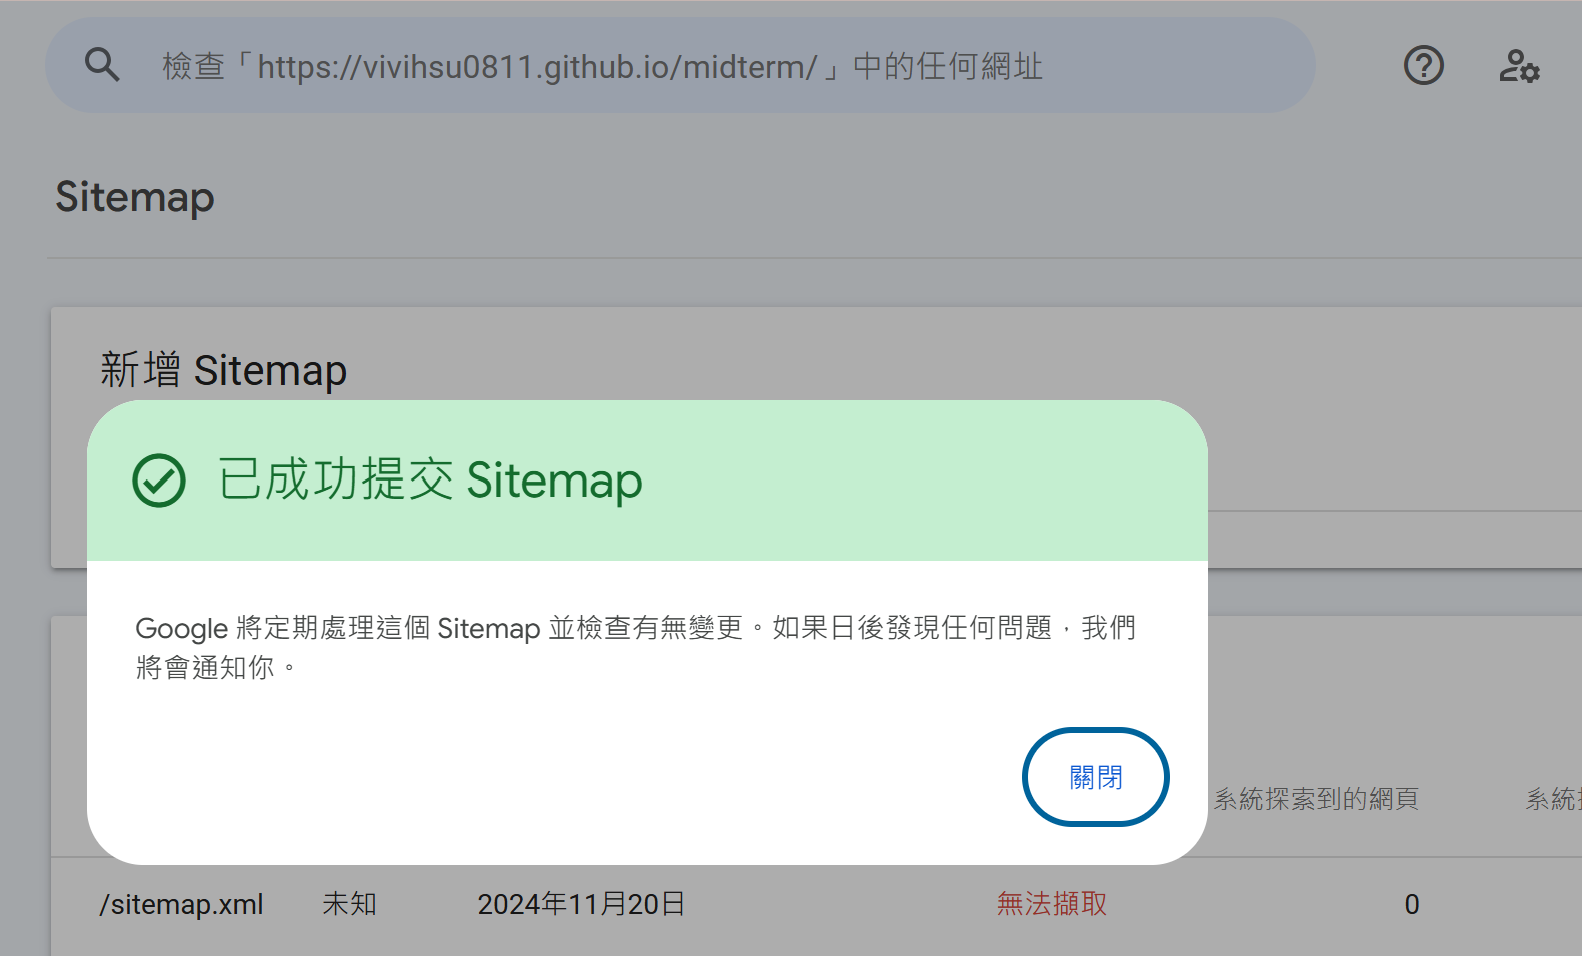 檢查「https://vivihsu0811.github.io/midterm/」中的任何網址
Sitemap
新增 Sitemap
已成功提交 Sitemap
Google 將定期處理這個 Sitemap 並檢查有無變更。如果日後發現任何問題，我們
將會通知你。
關閉
系統探索到的網頁
系統
/sitemap.xml 未知 2024年11月20日 無法擷取 0